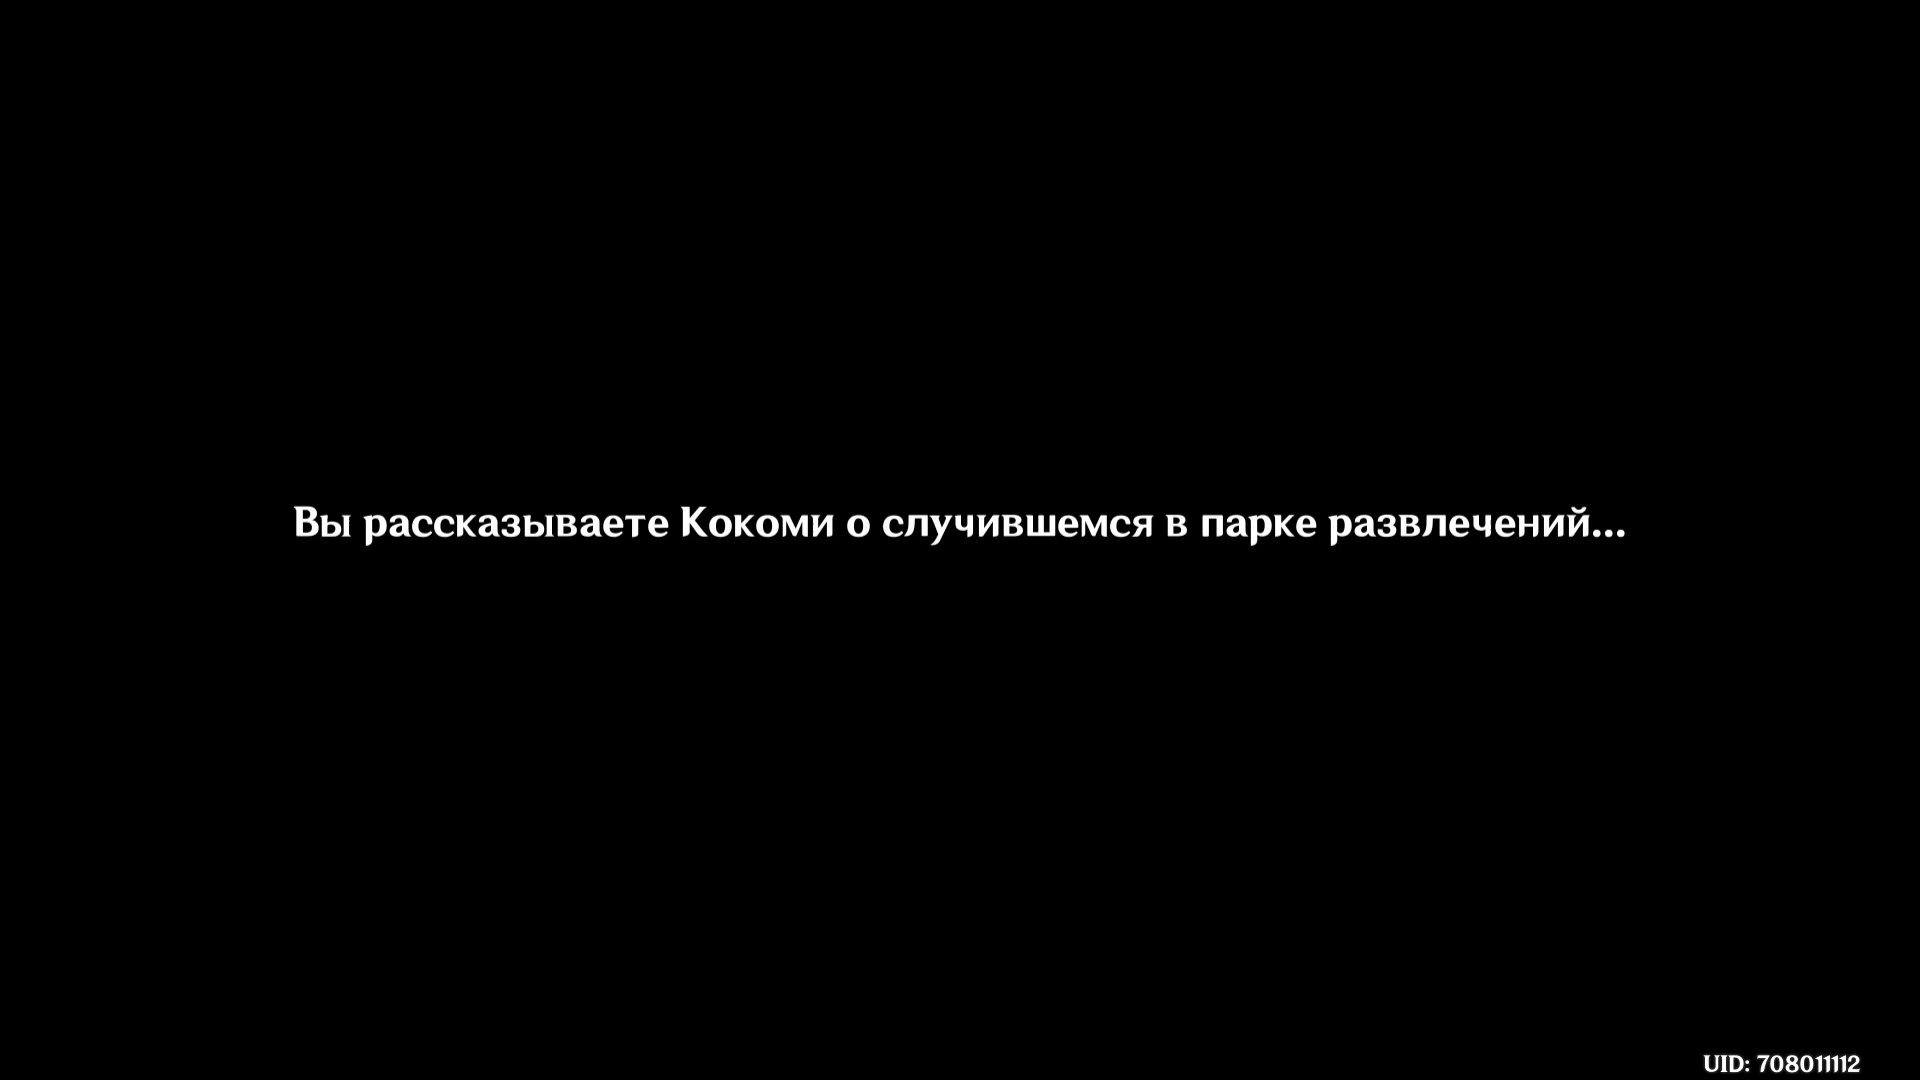 Вы рассказываете Кокоми о случившемся в парке развлечений...
UID: 708011112